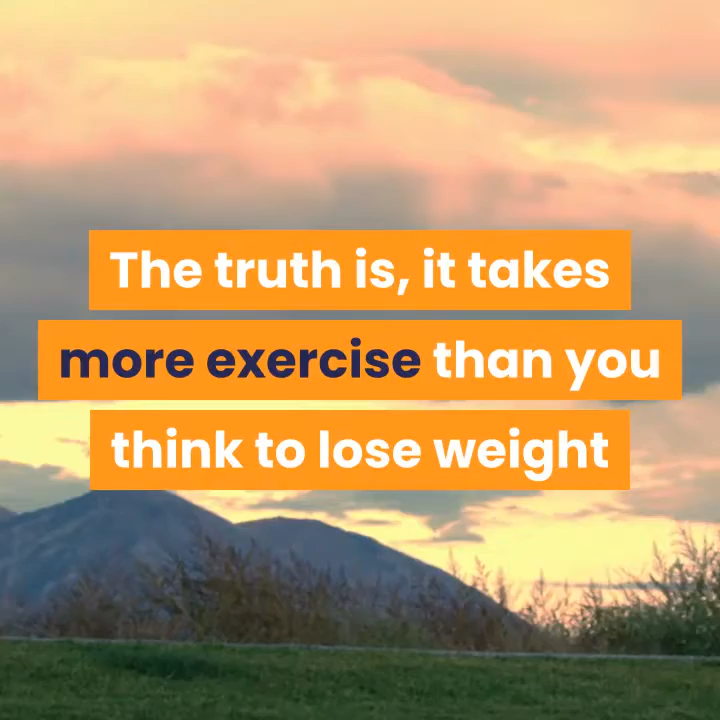 The truth is, it takes
more exercise than you
think to lose weight